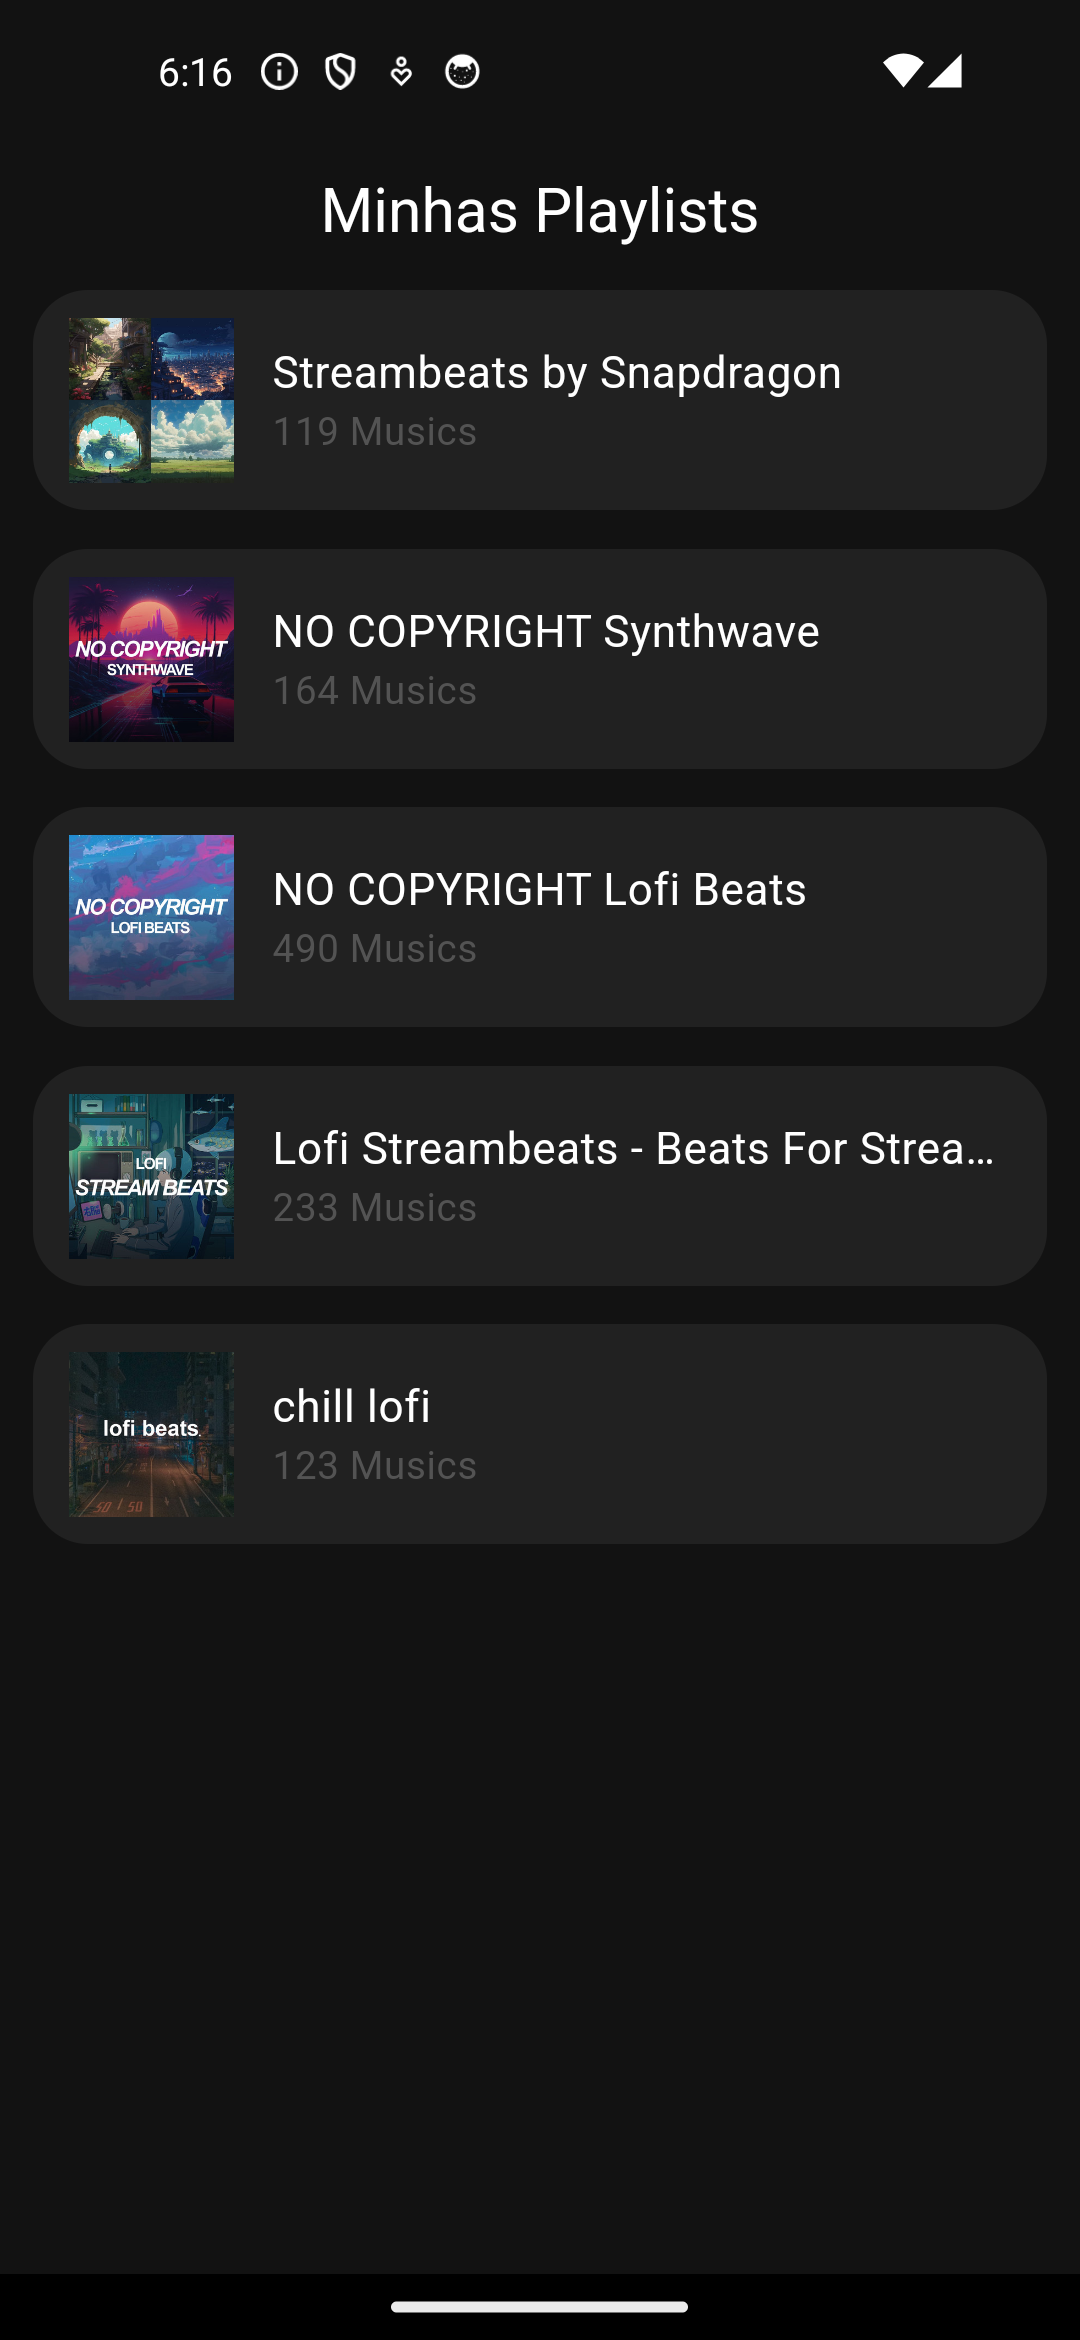 6:16
Minhas Playlists
Streambeats by Snapdragon
119 Musics
NO COPYRIGHT
SYNTHWAVE
NO COPYRIGHT Synthwave
164 Musics
NO COPYRIGHT
LOFI BEATS
NO COPYRIGHT Lofi Beats
490 Musics
LOFI
STREAM BEATS
Lofi Streambeats - Beats For Strea...
233 Musics
lofi beats.
50 / 50
chill lofi
123 Musics